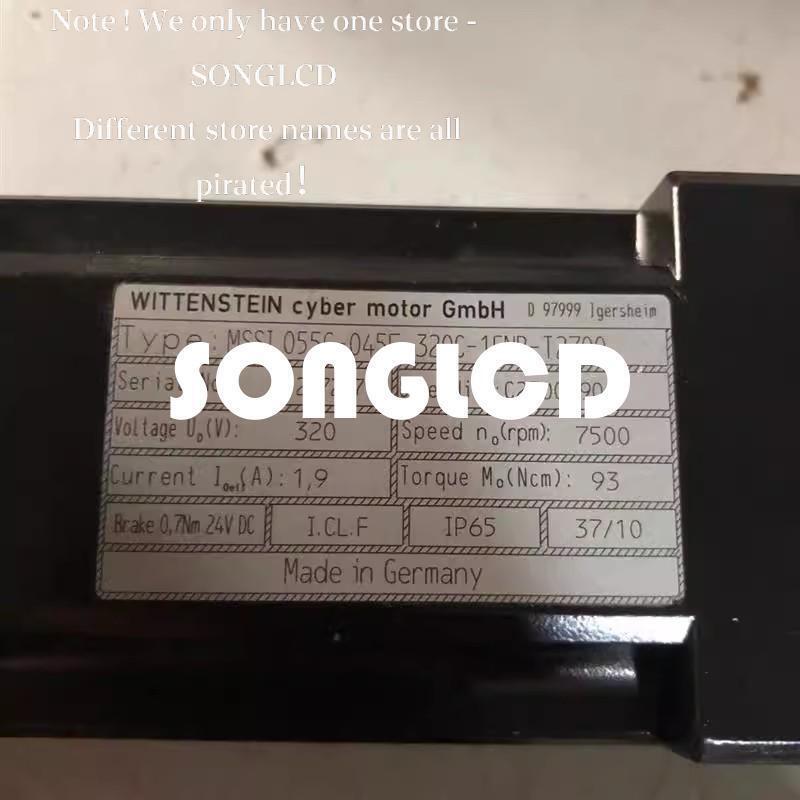 Note ! We only have one store -
SONGLCD
Different store names are all
pirated!
WITTENSTEIN cyber motor GmbH D 97999 Igersheim
Type:
SONGLCD
Voltage U₀(V): 320 Speed n₀(rpm): 7500
Current I₀eff(A): 1,9 Torque M₀(Ncm): 93
Brake 0,7Nm 24V DC I.CL.F IP65 37/10
Made in Germany